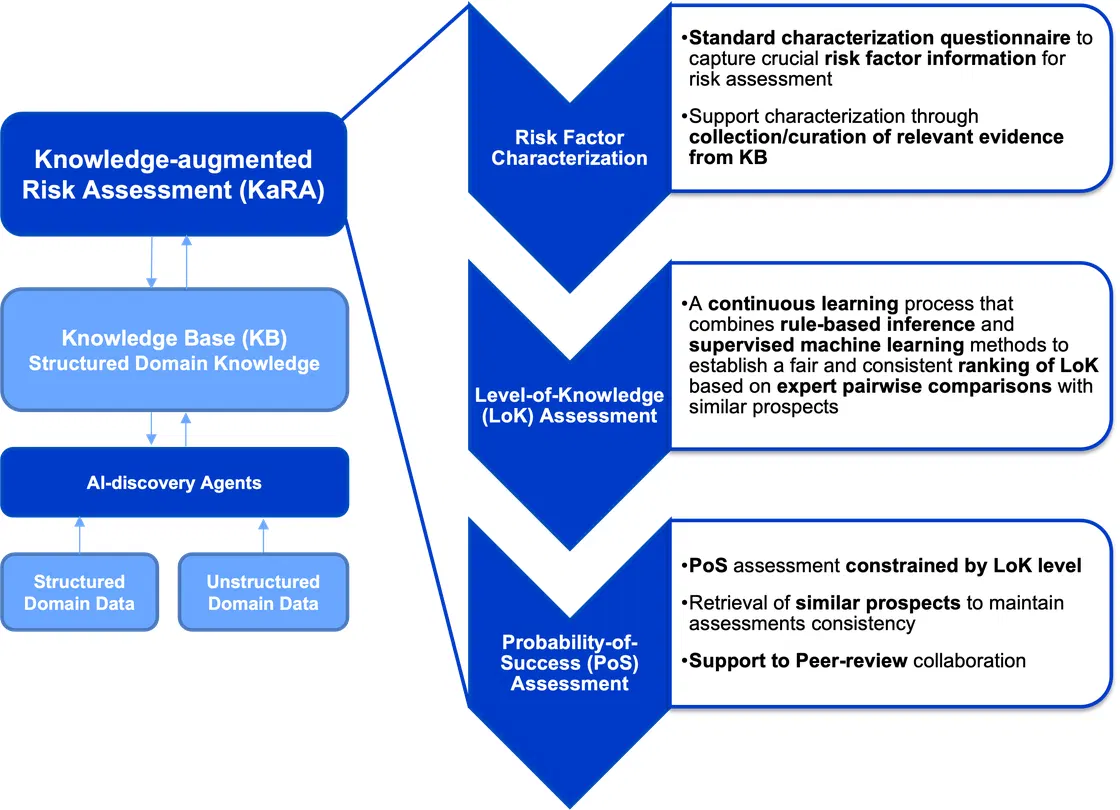 Knowledge-augmented
Risk Assessment (KaRA)
Knowledge Base (KB)
Structured Domain Knowledge
AI-discovery Agents
Structured
Domain Data
Unstructured
Domain Data
Risk Factor
Characterization
•Standard characterization questionnaire to
capture crucial risk factor information for
risk assessment
•Support characterization through
collection/curation of relevant evidence
from KB
Level-of-Knowledge
(LoK) Assessment
•A continuous learning process that
combines rule-based inference and
supervised machine learning methods to
establish a fair and consistent ranking of LoK
based on expert pairwise comparisons with
similar prospects
Probability-of-
Success (PoS)
Assessment
•PoS assessment constrained by LoK level
•Retrieval of similar prospects to maintain
assessments consistency
•Support to Peer-review collaboration